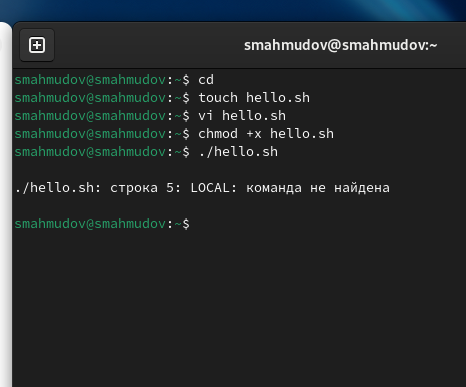 smahmudov@smahmudov:~
smahmudov@smahmudov:~$ cd
smahmudov@smahmudov:~$ touch hello.sh
smahmudov@smahmudov:~$ vi hello.sh
smahmudov@smahmudov:~$ chmod +x hello.sh
smahmudov@smahmudov:~$ ./hello.sh
./hello.sh: строка 5: LOCAL: команда не найдена
smahmudov@smahmudov:~$